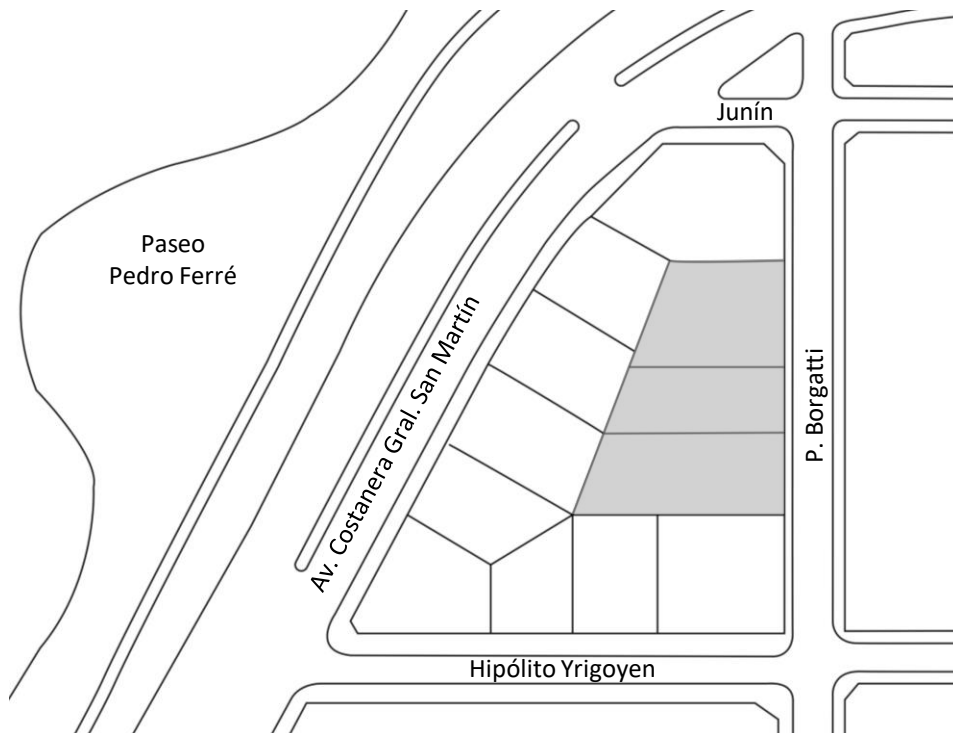 Junín
Paseo
Pedro Ferré
Av. Costanera Gral. San Martín
P. Borgatti
Hipólito Yrigoyen